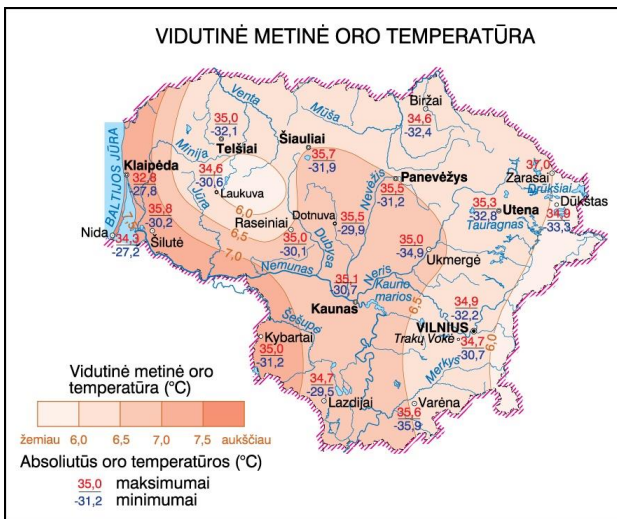 VIDUTINĖ METINĖ ORO TEMPERATŪRA
Biržai
34,6
-32,4
Venta
Mūša
35,0
-32,1
Telšiai
Šiauliai
35,7
-31,9
Minija
BALTIJOS JŪRA
Klaipėda
32,8
-27,8
34,6
-30,6
Laukuva
Jūra
6,0
6,5
7,0
7,5
Nevėžis
Panevėžys
35,5
-31,2
37,0
Zarasai
Drūkšiai
Dūkštas
34,9
-33,3
35,3
-32,8
Utena
Tauragnas
35,8
-30,2
Šilutė
Nida
34,3
-27,2
Raseiniai
35,0
-30,1
Dotnuva
35,5
-29,9
Dubysa
35,0
-34,9
Ukmergė
Nemunas
35,1
-30,7
Kaunas
Neris
Kauno
marios
6,5
34,9
-32,2
VILNIUS
Trakų Vokė
34,7
-30,7
6,0
Merkys
Šešupė
Kybartai
35,0
-31,2
34,7
-29,5
Lazdijai
Varėna
35,6
-35,9
Vidutinė metinė oro
temperatūra (°C)
žemiau 6,0 6,5 7,0 7,5 aukščiau
Absoliutūs oro temperatūros (°C)
35,0 maksimumai
-31,2 minimumai